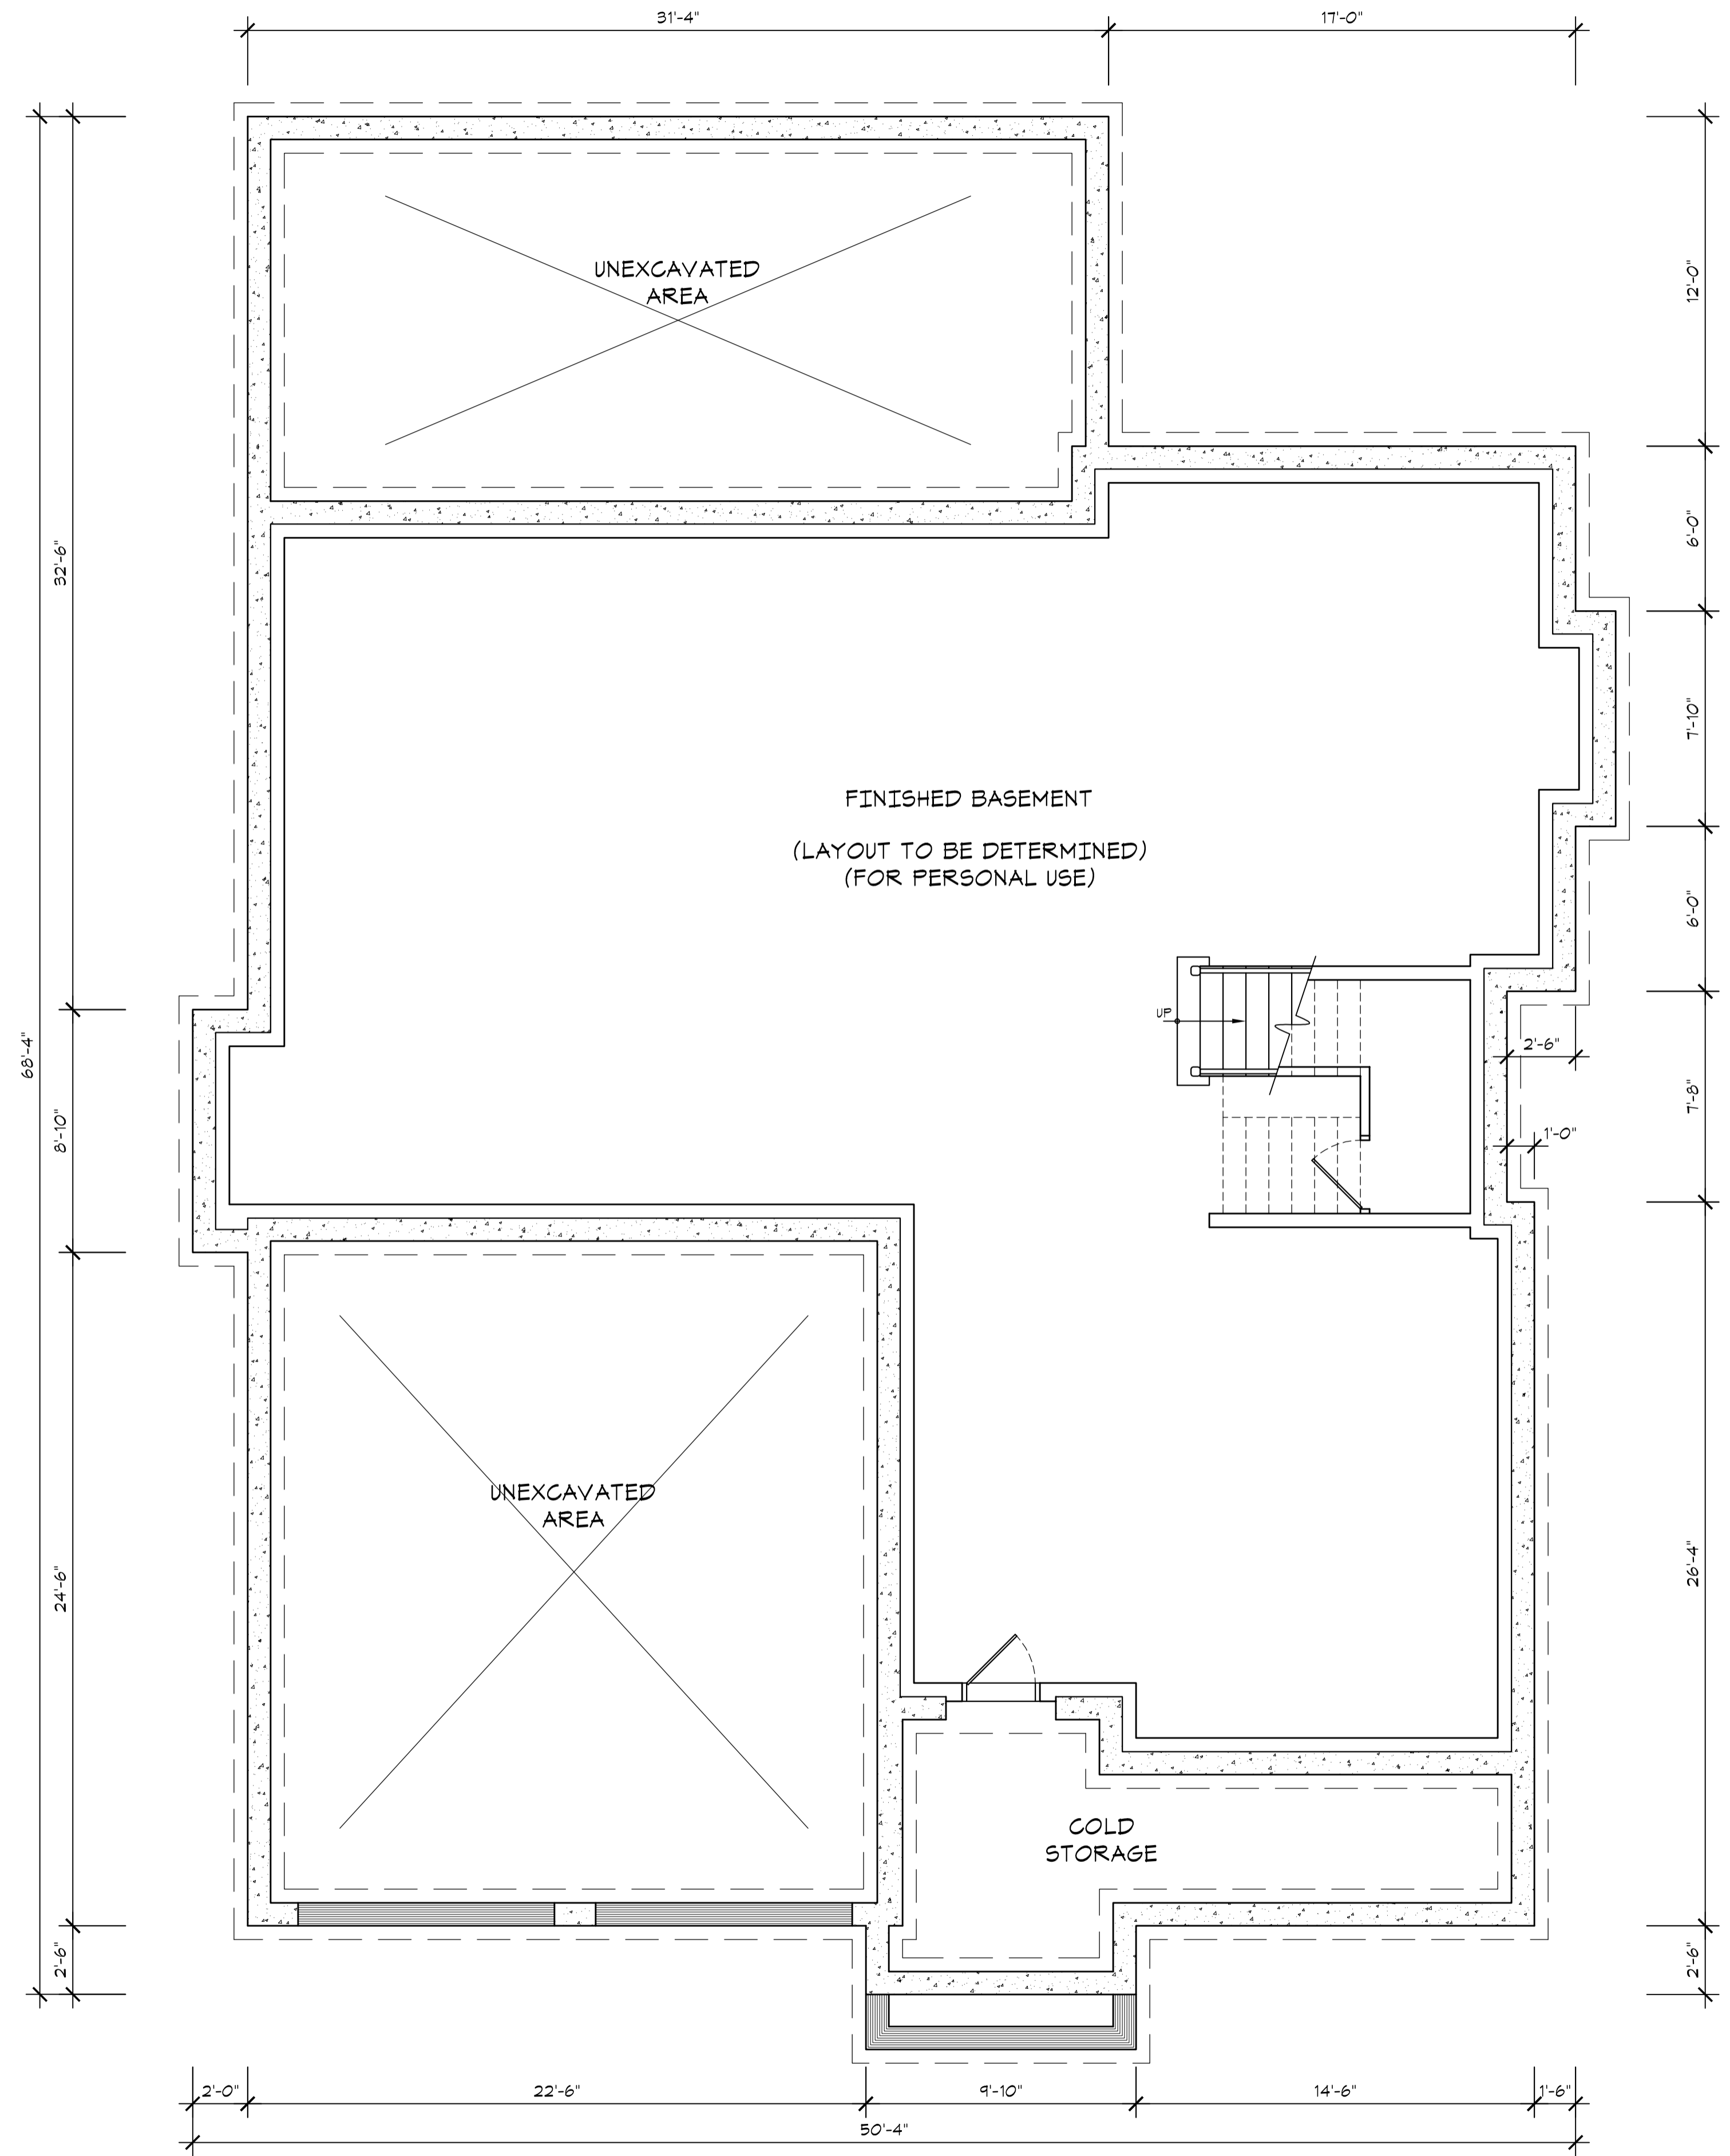 31'-4"
17'-0"
12'-0"
UNEXCAVATED
AREA
32'-6"
6'-0"
7'-10"
FINISHED BASEMENT
(LAYOUT TO BE DETERMINED)
(FOR PERSONAL USE)
6'-0"
UP
2'-6"
68'-4"
7'-8"
8'-10"
1'-0"
UNEXCAVATED
AREA
24'-6"
26'-4"
COLD
STORAGE
2'-6"
2'-6"
2'-0"
22'-6"
9'-10"
14'-6"
1'-6"
50'-4"